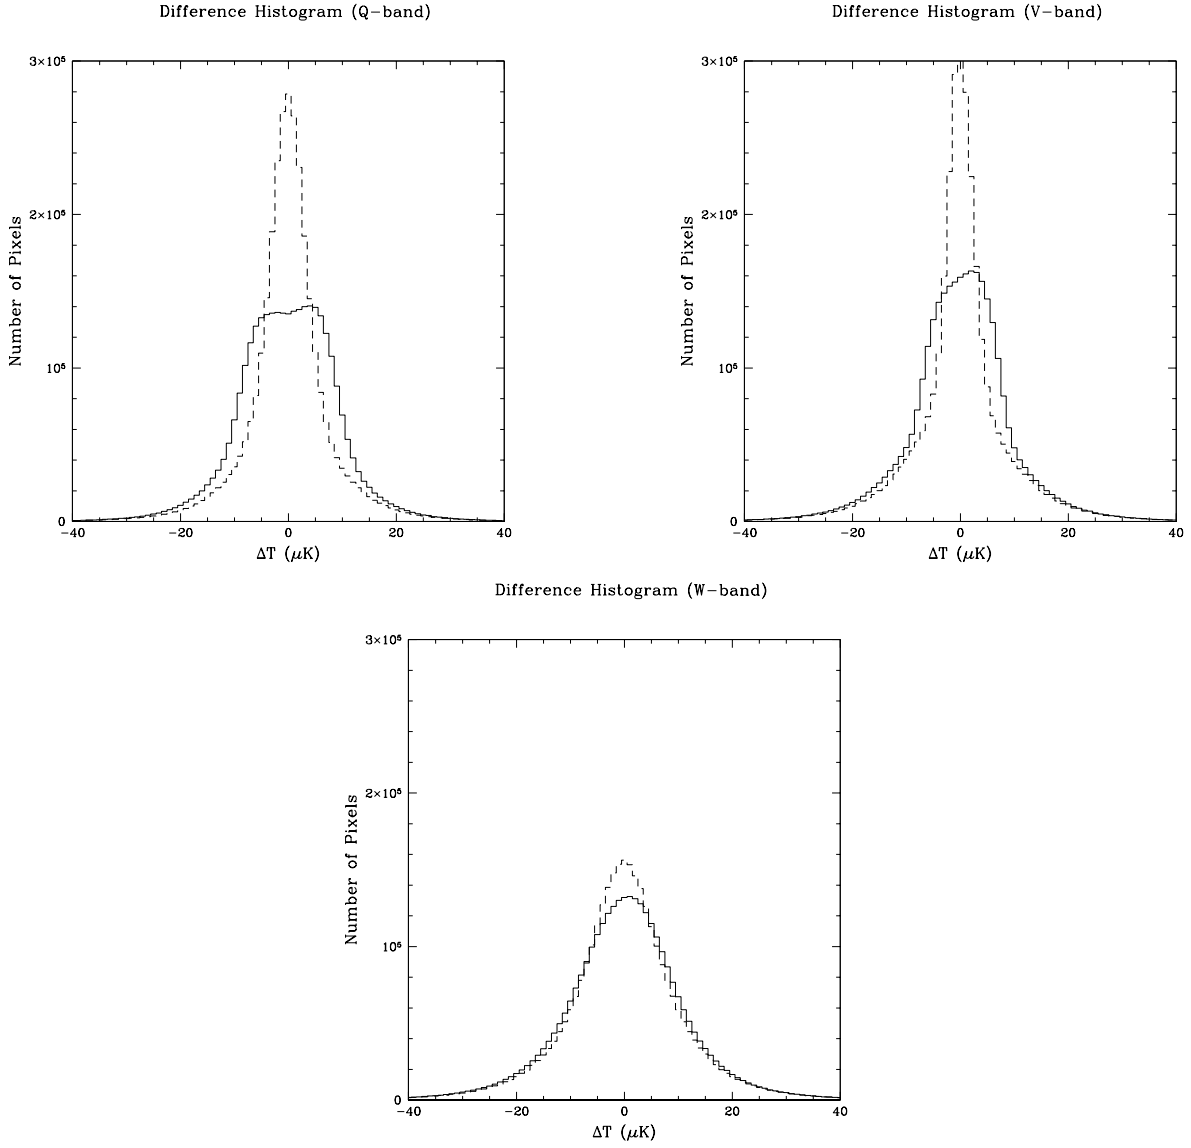 Difference Histogram (Q−band)
Difference Histogram (V−band)
3×10⁵
2×10⁵
10⁵
0
Number of Pixels
−40 −20 0 20 40
ΔT (μK)
3×10⁵
2×10⁵
10⁵
0
Number of Pixels
−40 −20 0 20 40
ΔT (μK)
Difference Histogram (W−band)
3×10⁵
2×10⁵
10⁵
0
Number of Pixels
−40 −20 0 20 40
ΔT (μK)